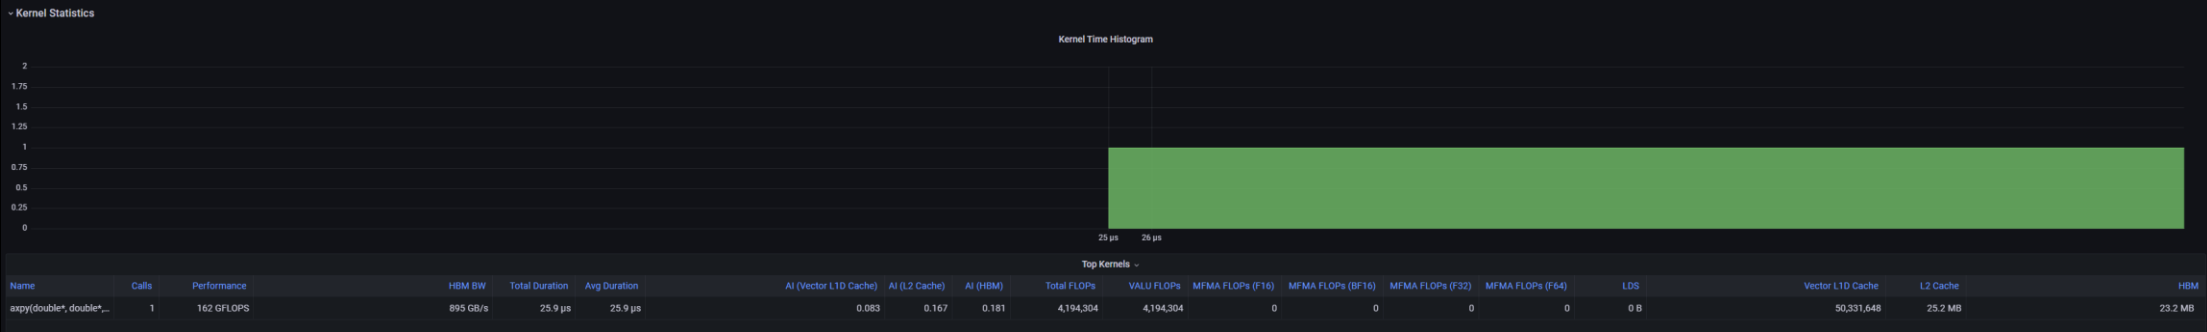 Kernel Statistics
Kernel Time Histogram
2
1.75
1.5
1.25
1
0.75
0.5
0.25
0
25 µs 26 µs
Top Kernels
Name Calls Performance HBM BW Total Duration Avg Duration AI (Vector L1D Cache) AI (L2 Cache) AI (HBM) Total FLOPs VALU FLOPs MFMA FLOPs (F16) MFMA FLOPs (BF16) MFMA FLOPs (F32) MFMA FLOPs (F64) LDS Vector L1D Cache L2 Cache HBM
axpy(double*, double*,... 1 162 GFLOPS 895 GB/s 25.9 µs 25.9 µs 0.083 0.167 0.181 4,194,304 4,194,304 0 0 0 0 0 B 50,331,648 25.2 MB 23.2 MB